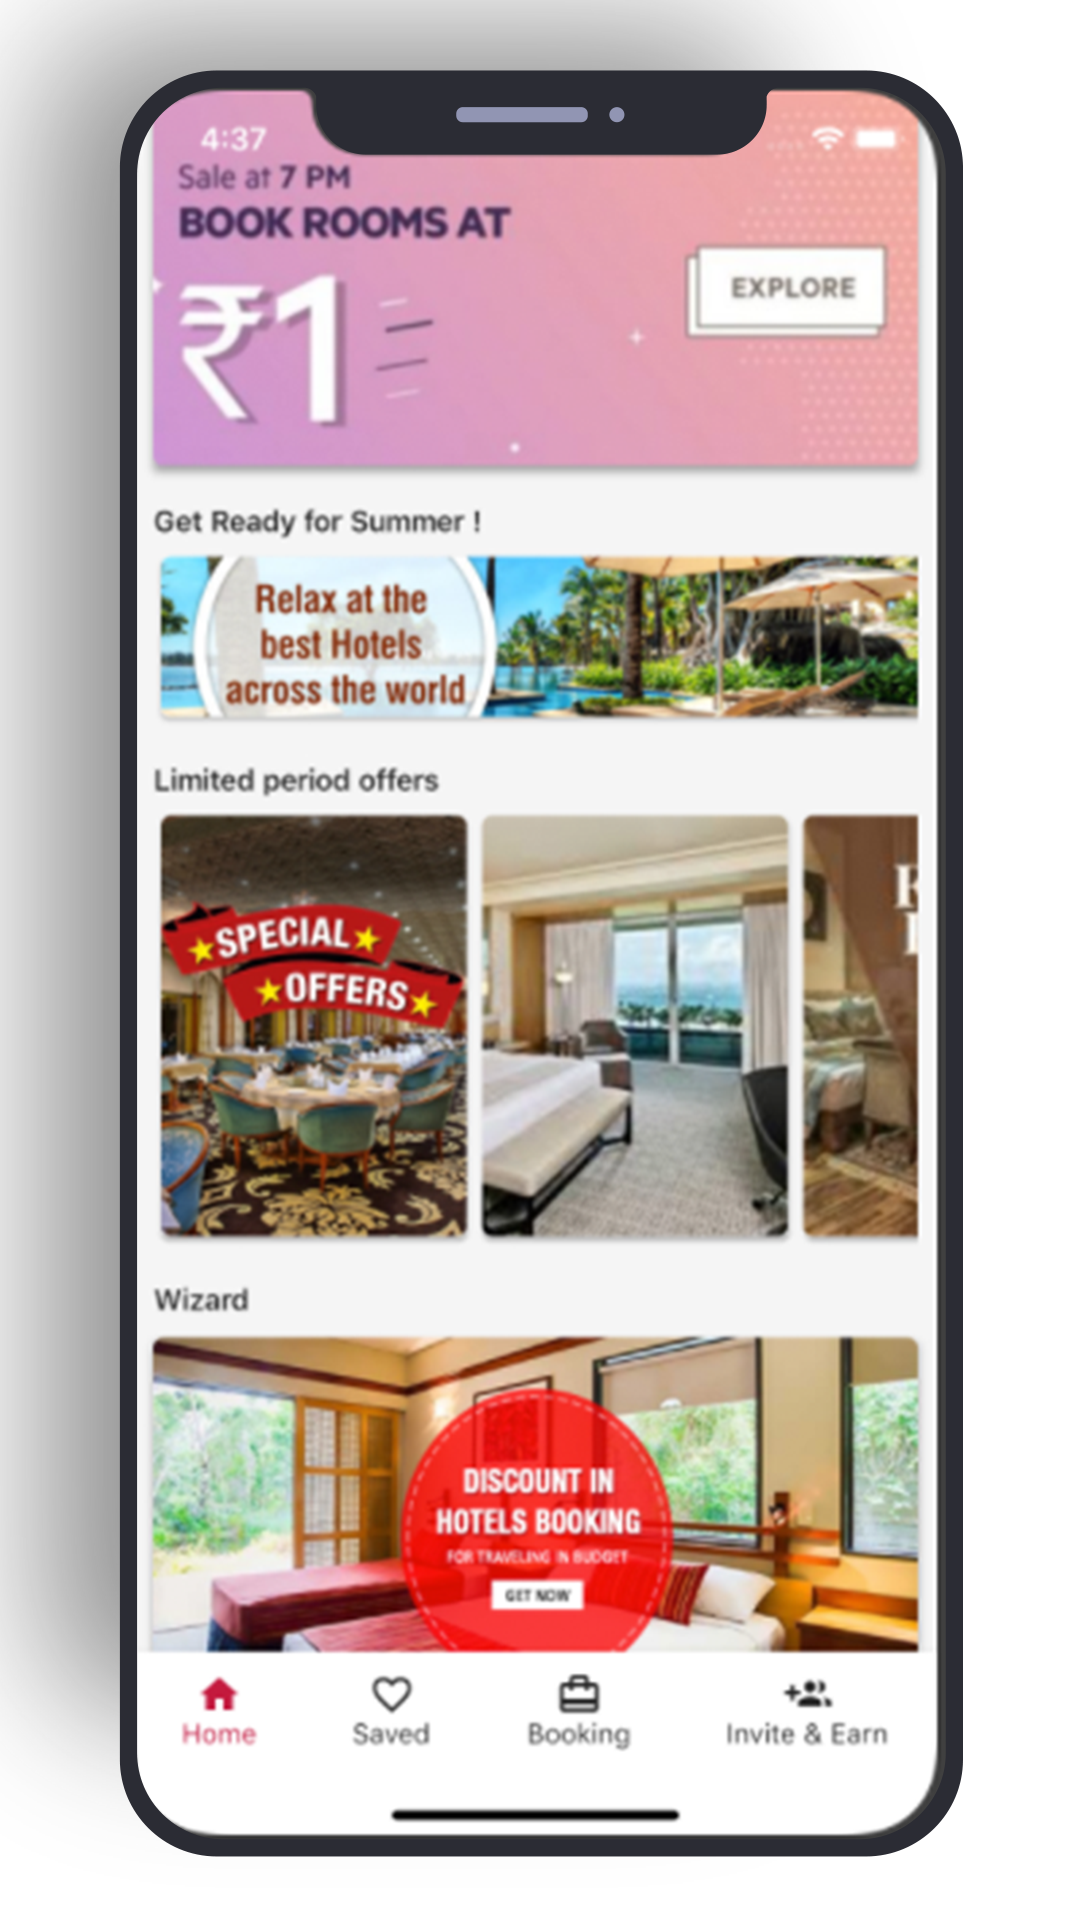 4:37
Sale at 7 PM
BOOK ROOMS AT
₹1
EXPLORE
Get Ready for Summer !
Relax at the
best Hotels
across the world
Limited period offers
SPECIAL
OFFERS
Wizard
DISCOUNT IN
HOTELS BOOKING
FOR TRAVELING IN BUDGET
GET NOW
Home
Saved
Booking
Invite & Earn